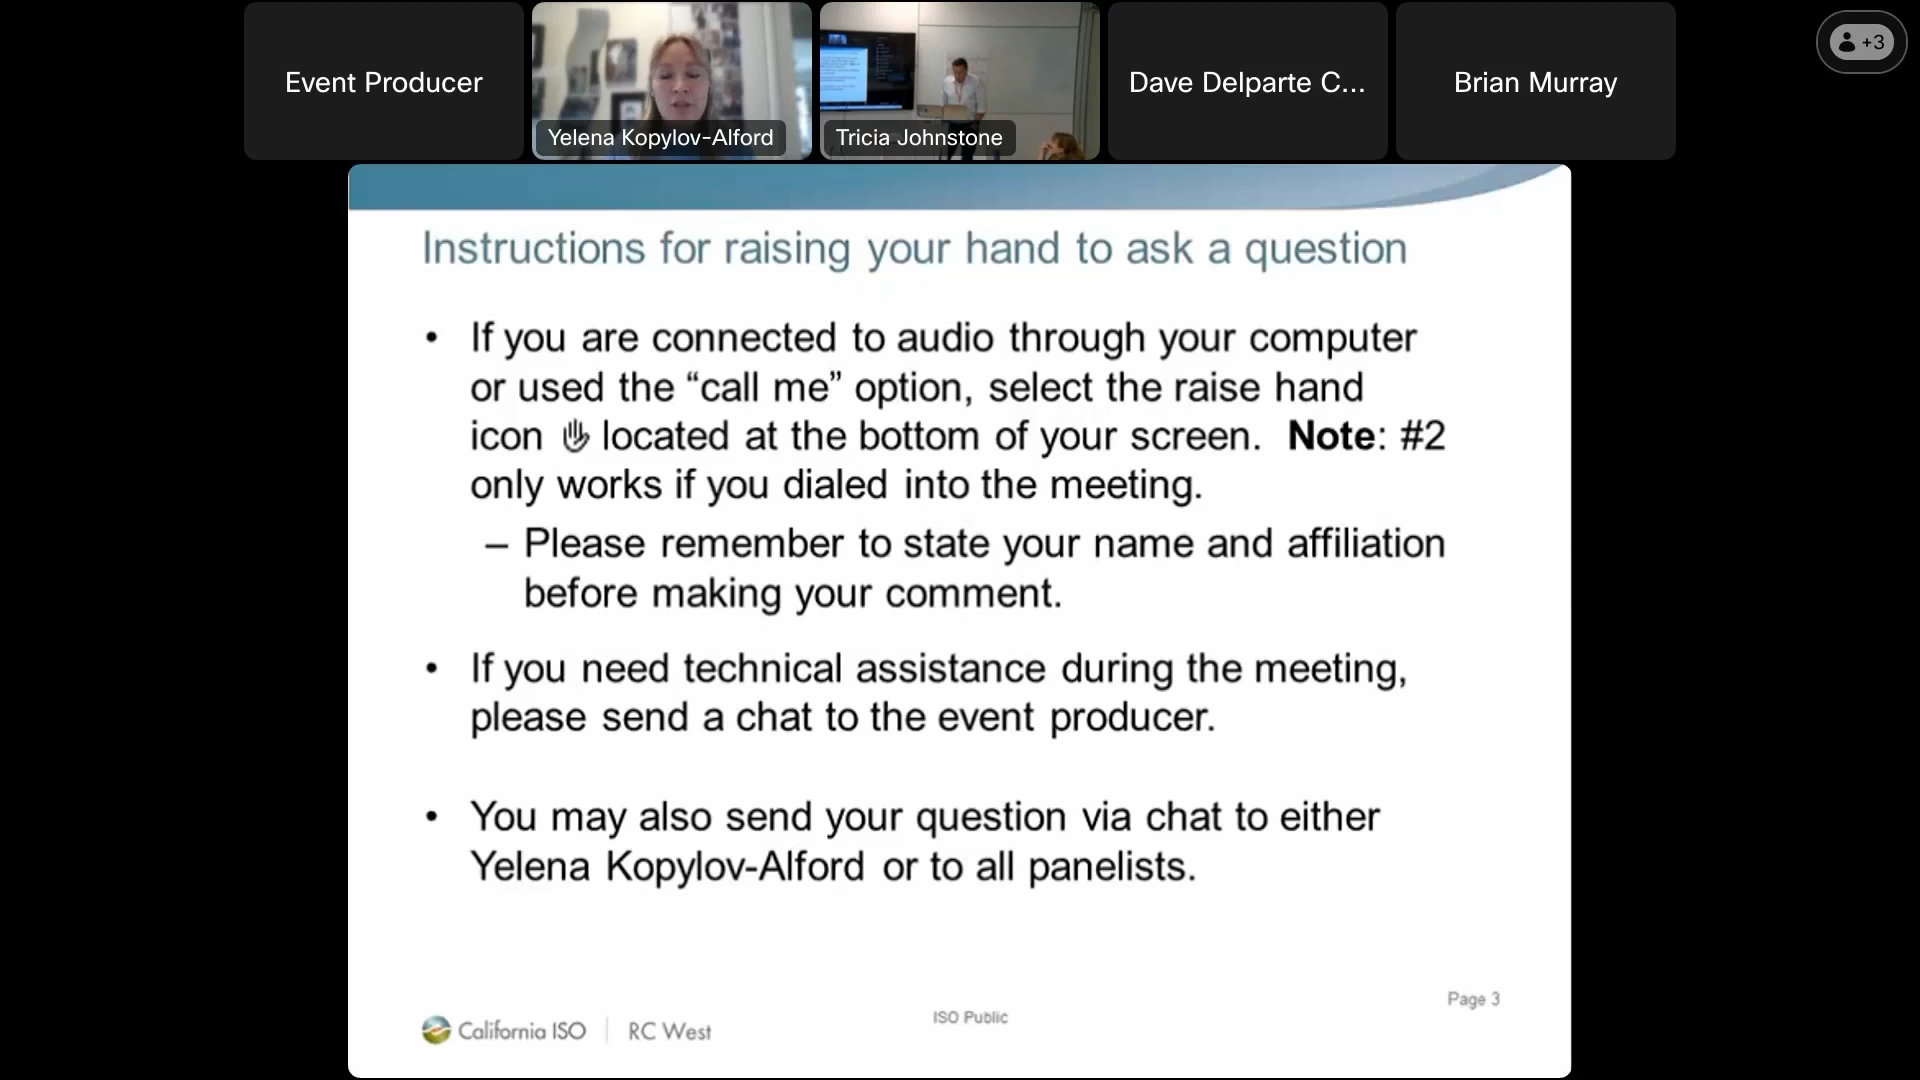 Event Producer
Yelena Kopylov-Alford
Tricia Johnstone
Dave Delparte C...
Brian Murray
+3
Instructions for raising your hand to ask a question
• If you are connected to audio through your computer
or used the “call me” option, select the raise hand
icon located at the bottom of your screen. Note: #2
only works if you dialed into the meeting.
– Please remember to state your name and affiliation
before making your comment.
• If you need technical assistance during the meeting,
please send a chat to the event producer.
• You may also send your question via chat to either
Yelena Kopylov-Alford or to all panelists.
Page 3
California ISO | RC West
ISO Public